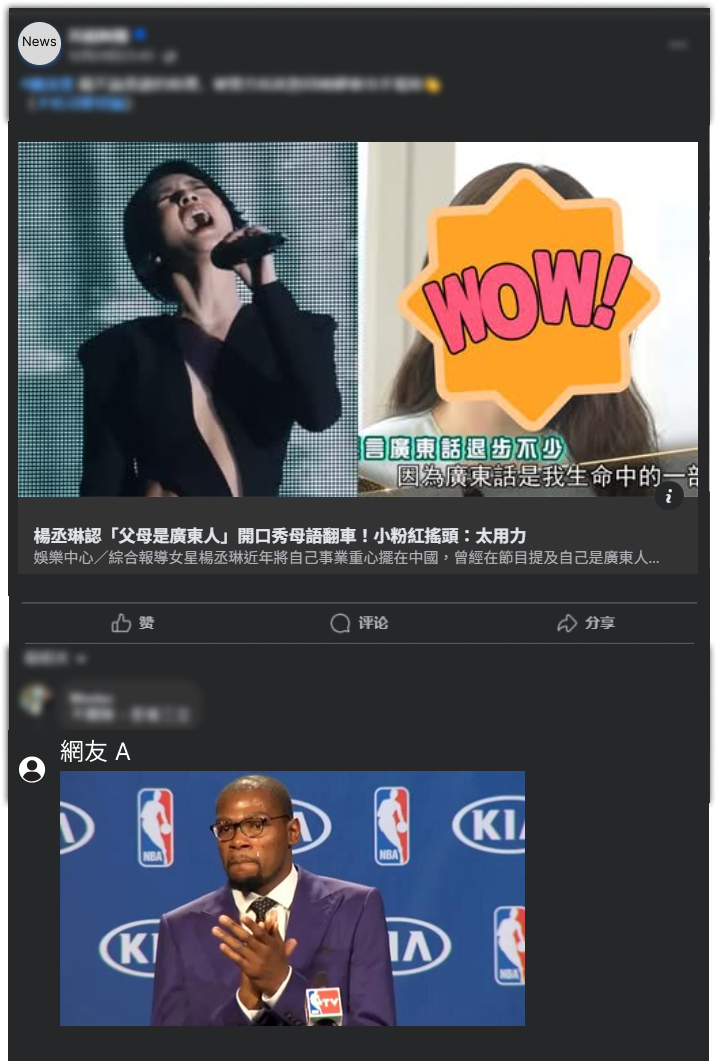 News
WOW!
言廣東話退步不少
因為廣東話是我生命中的一部
楊丞琳認「父母是廣東人」開口秀母語翻車！小粉紅搖頭：太用力
娛樂中心／綜合報導女星楊丞琳近年將自己事業重心擺在中國，曾經在節目提及自己是廣東人...
赞
评论
分享
網友 A
NBA
NBA
KIA
KIA
NBA
TV